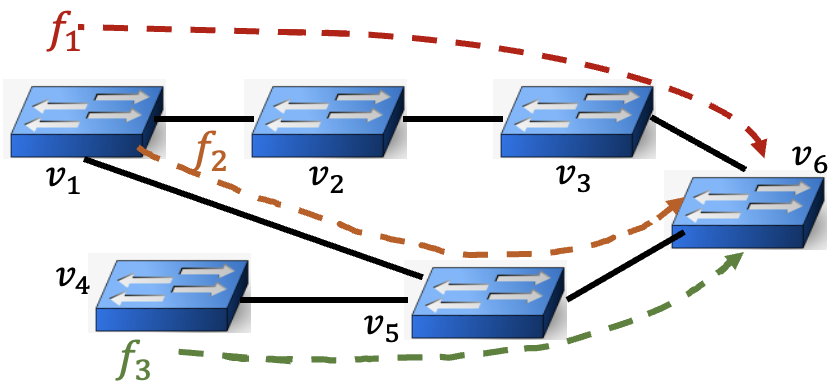 f₁
f₂
v₁
v₂
v₃
v₆
v₄
v₅
f₃